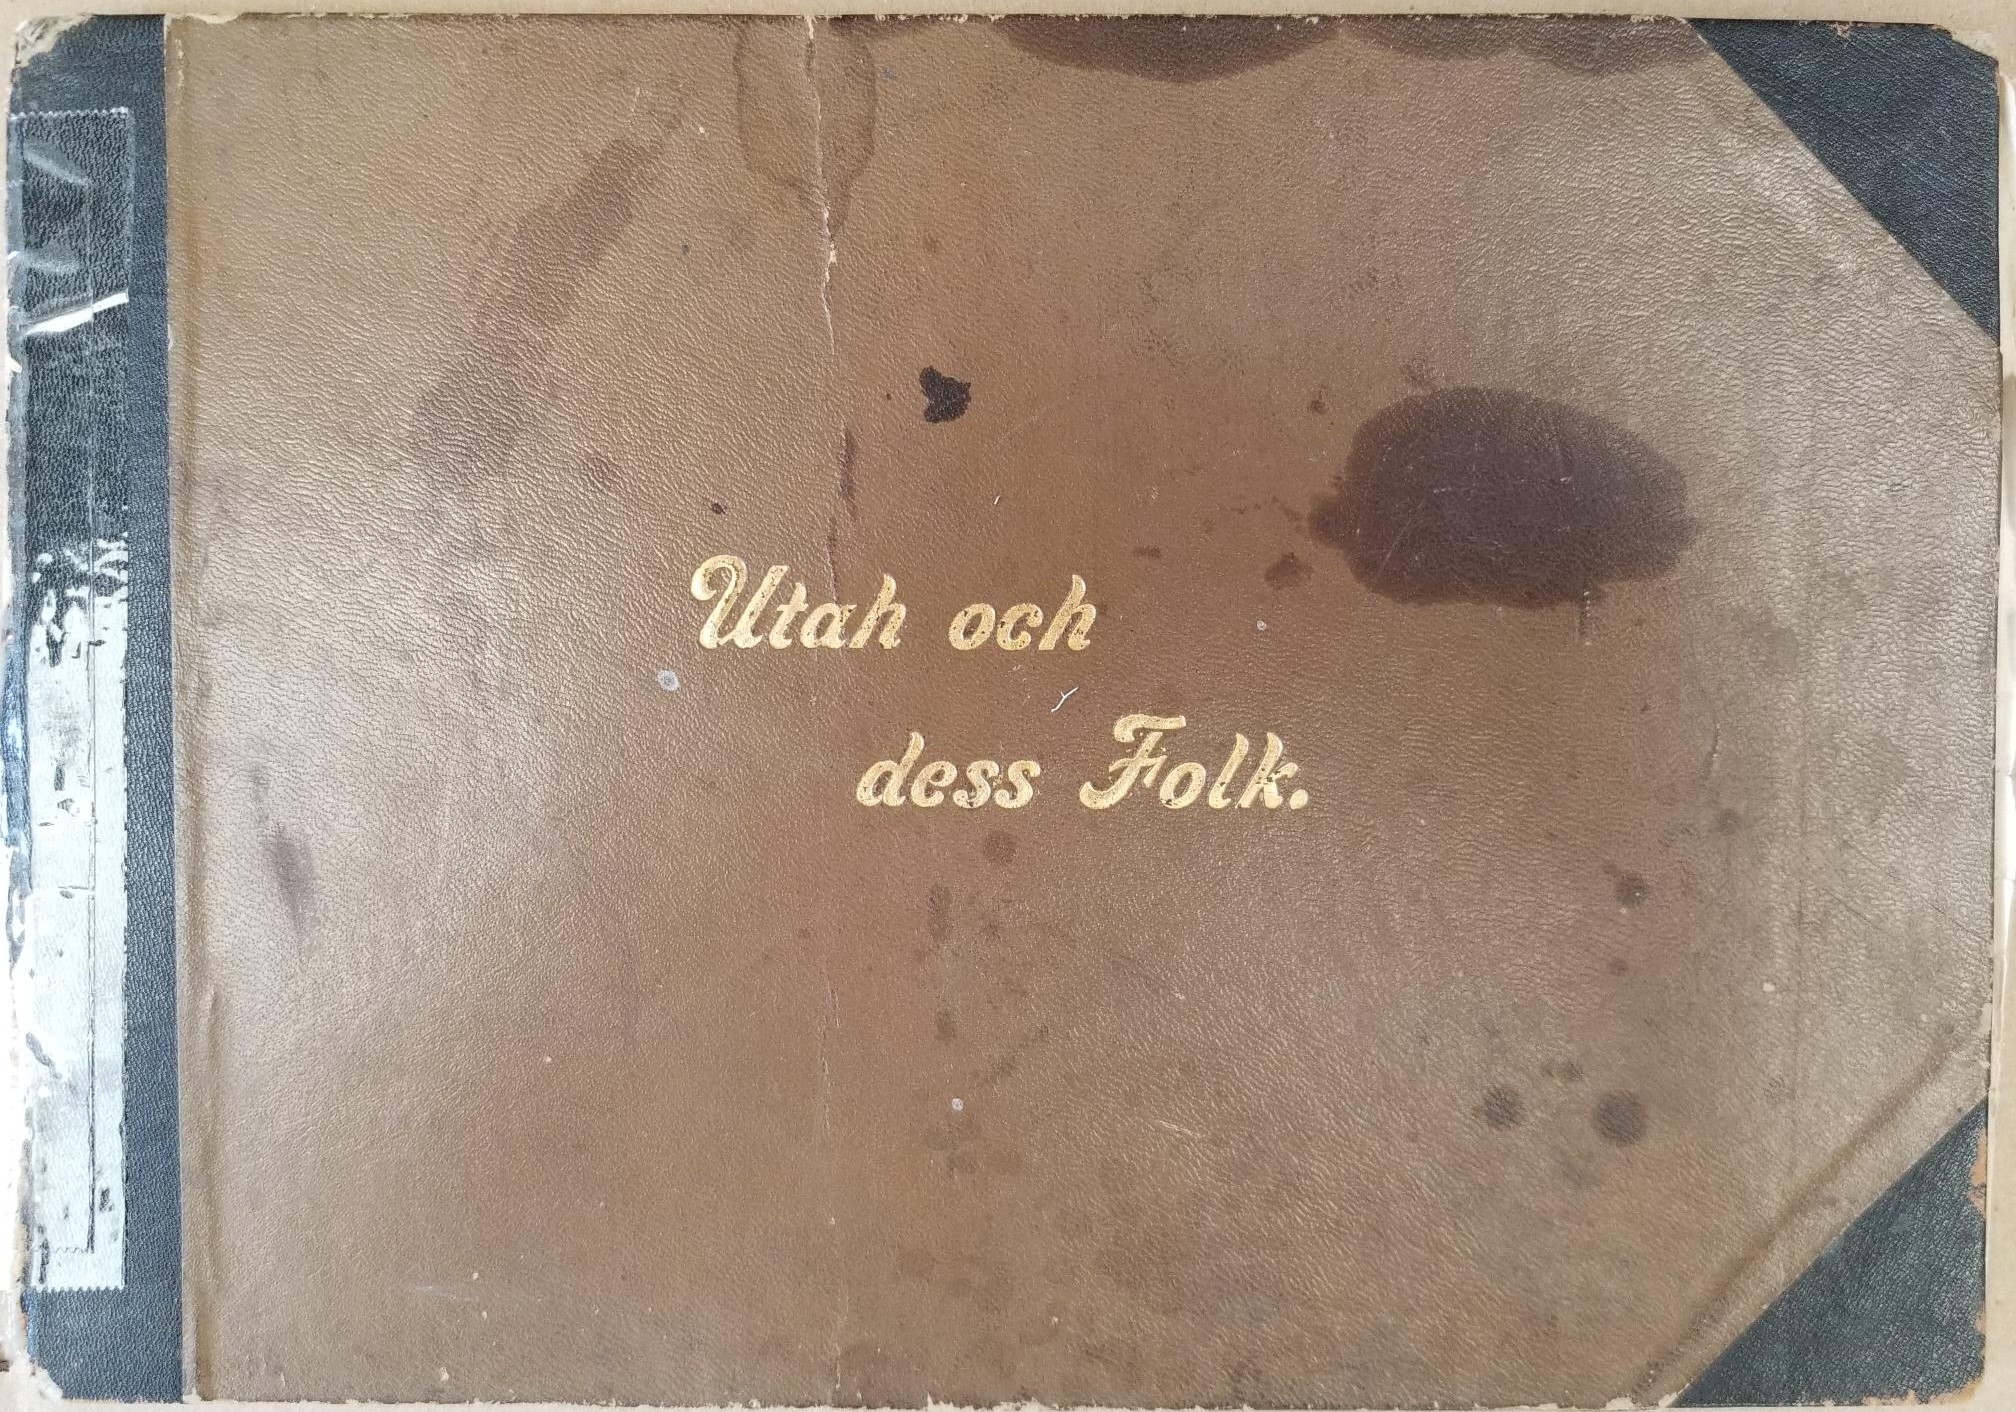 Utah och
dess Folk.